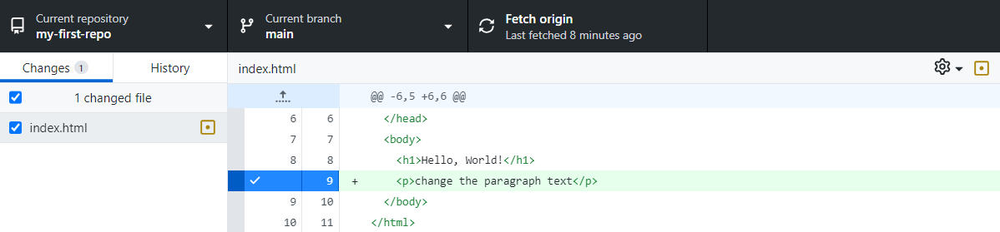 Current repository
my-first-repo
Current branch
main
Fetch origin
Last fetched 8 minutes ago
Changes 1
History
index.html
1 changed file
index.html
@@ -6,5 +6,6 @@
6 6 </head>
7 7 <body>
8 8 <h1>Hello, World!</h1>
9 + <p>change the paragraph text</p>
9 10 </body>
10 11 </html>